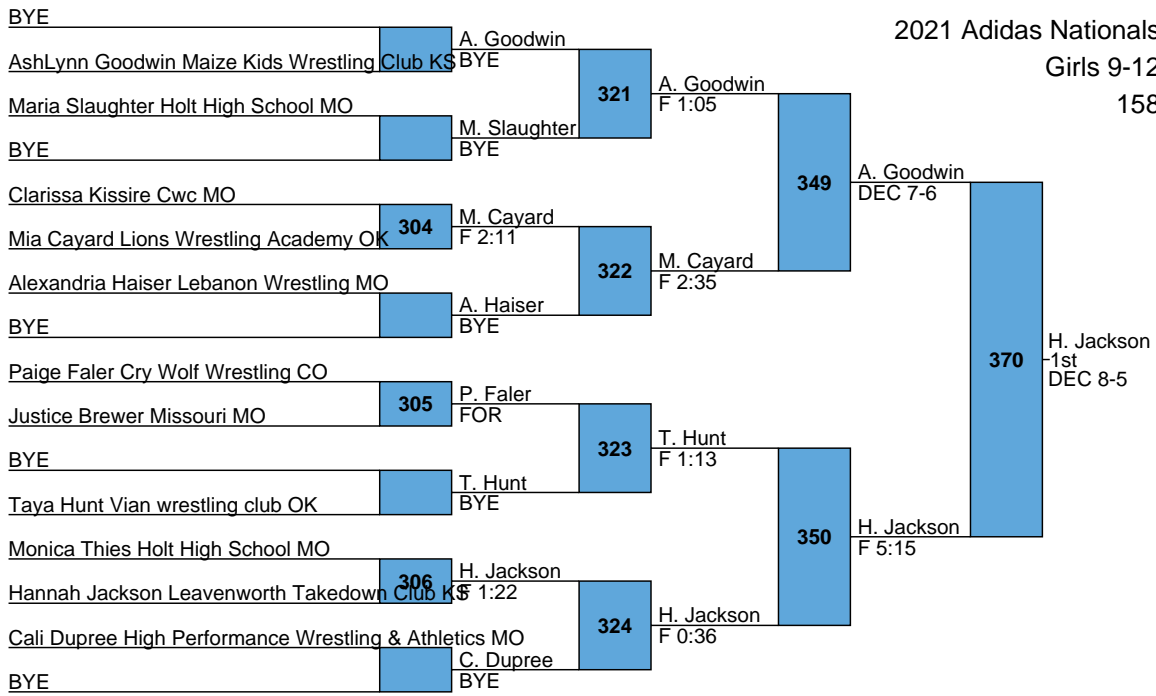 2021 Adidas Nationals
Girls 9-12
158
BYE
AshLynn Goodwin Maize Kids Wrestling Club KS
Maria Slaughter Holt High School MO
BYE
Clarissa Kissire Cwc MO
Mia Cayard Lions Wrestling Academy OK
Alexandria Haiser Lebanon Wrestling MO
BYE
Paige Faler Cry Wolf Wrestling CO
Justice Brewer Missouri MO
BYE
Taya Hunt Vian wrestling club OK
Monica Thies Holt High School MO
Hannah Jackson Leavenworth Takedown Club KS
Cali Dupree High Performance Wrestling & Athletics MO
BYE
304
305
306
A. Goodwin
BYE
M. Slaughter
BYE
M. Cayard
F 2:11
A. Haiser
BYE
P. Faler
FOR
T. Hunt
BYE
H. Jackson
F 1:22
C. Dupree
BYE
321
322
323
324
A. Goodwin
F 1:05
M. Cayard
F 2:35
T. Hunt
F 1:13
H. Jackson
F 0:36
349
350
A. Goodwin
DEC 7-6
H. Jackson
F 5:15
370
H. Jackson
1st
DEC 8-5